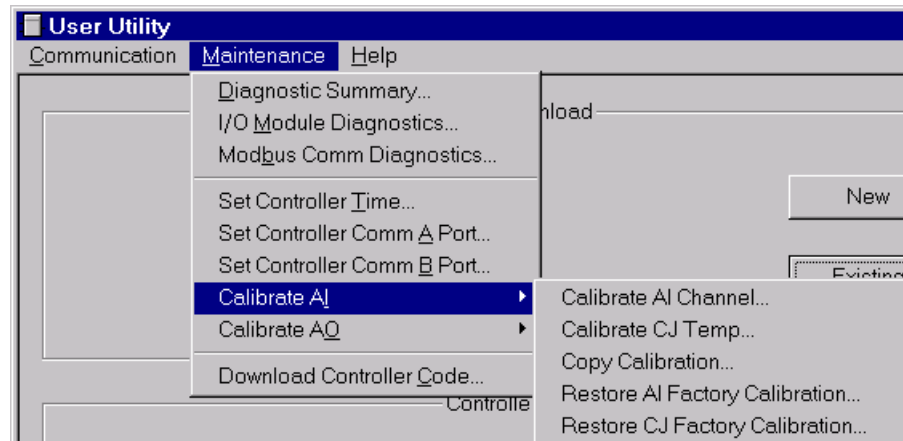 User Utility
Communication Maintenance Help
Diagnostic Summary...
I/O Module Diagnostics...
Modbus Comm Diagnostics...
nload
Set Controller Time...
Set Controller Comm A Port...
Set Controller Comm B Port...
Calibrate AI
Calibrate AO
Download Controller Code...
New
Existing
Calibrate AI Channel...
Calibrate CJ Temp...
Copy Calibration...
Restore AI Factory Calibration...
Restore CJ Factory Calibration...
Controlle